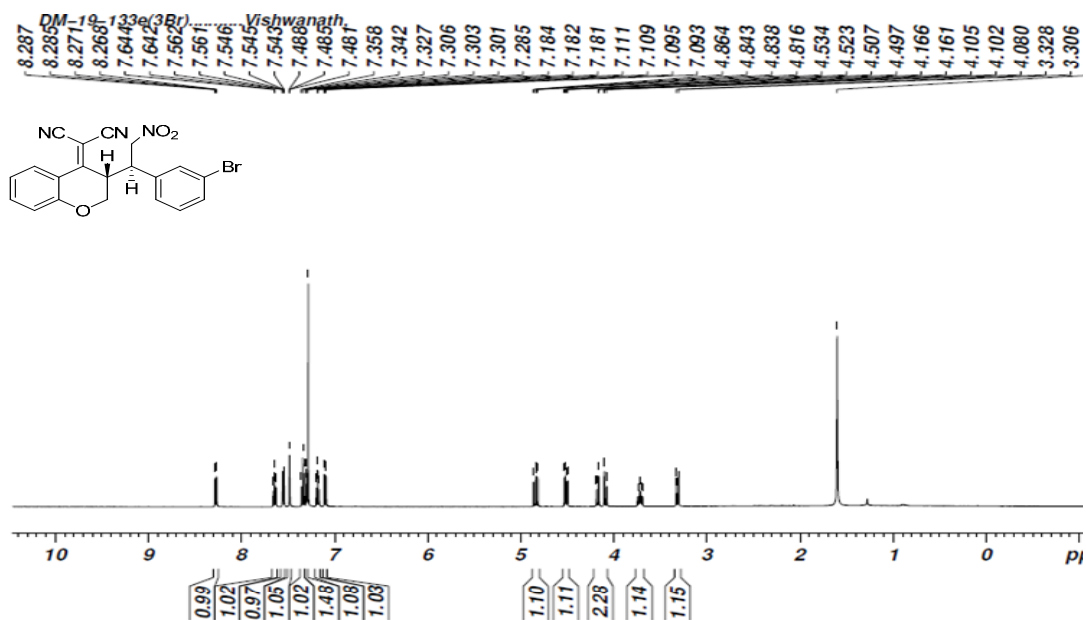 DM-19-133e(3Br)...........Vishwanath.
8.287 8.285 8.271 8.268 7.644 7.642 7.562 7.561 7.546 7.545 7.543 7.488 7.485 7.481 7.358 7.342 7.327 7.306 7.303 7.301 7.285 7.184 7.182 7.181 7.111 7.109 7.095 7.093 4.864 4.843 4.838 4.816 4.534 4.523 4.507 4.497 4.166 4.161 4.105 4.102 4.080 3.328 3.306
NC CN NO2
H
Br
H
O
10 9 8 7 6 5 4 3 2 1 0 pp
0.99 1.02 0.97 1.05 1.02 1.48 1.08 1.03 1.10 1.11 2.28 1.14 1.15